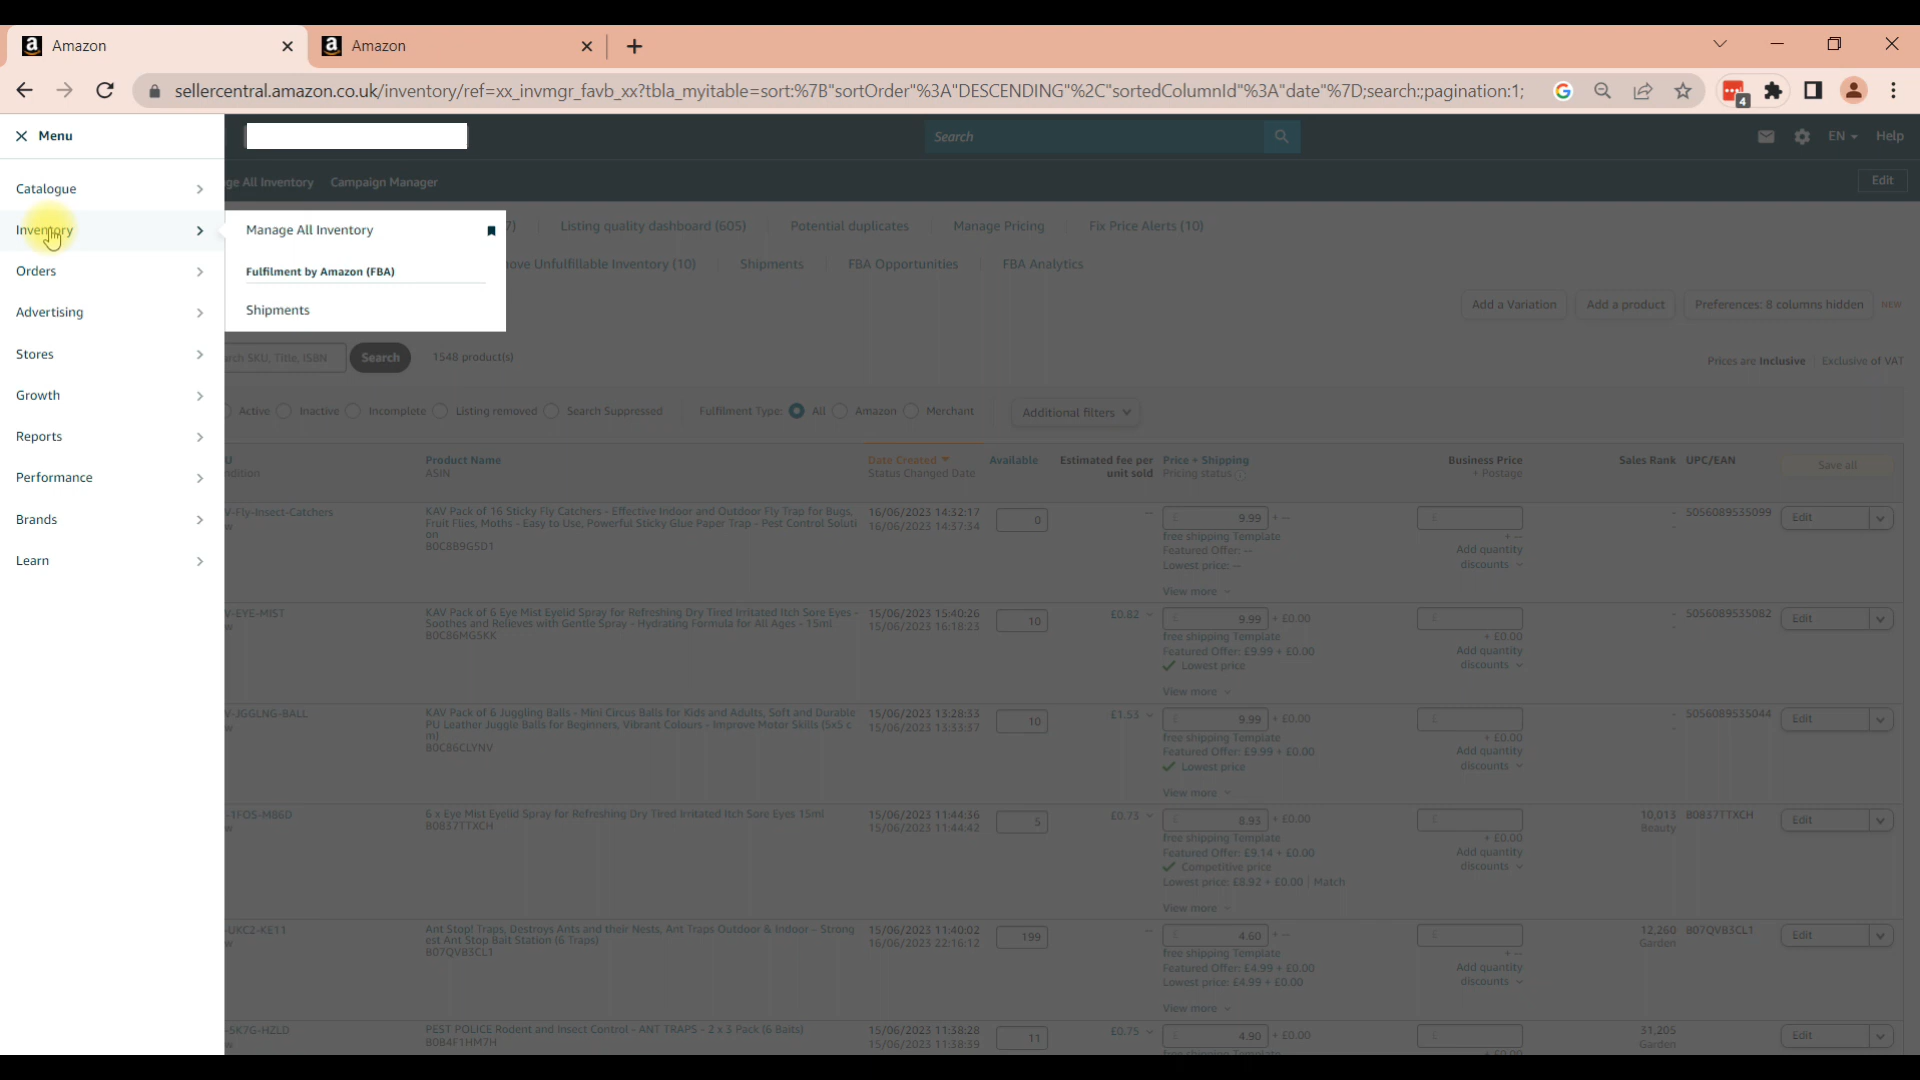 Amazon
Amazon
sellercentral.amazon.co.uk/inventory/ref=xx_invmgr_favb_xx?tbla_myitable=sort:%7B"sortOrder"%3A"DESCENDING"%2C"sortedColumnId"%3A"date"%7D;search:;pagination:1;
4
Menu
Search
EN
Help
Catalogue
ge All Inventory
Campaign Manager
Edit
Inventory
Manage All Inventory
7)
Listing quality dashboard (605)
Potential duplicates
Manage Pricing
Fix Price Alerts (10)
Orders
Fulfilment by Amazon (FBA)
ove Unfulfillable Inventory (10)
Shipments
FBA Opportunities
FBA Analytics
Advertising
Shipments
Add a Variation
Add a product
Preferences: 8 columns hidden
NEW
Stores
rch SKU, Title, ISBN
Search
1548 product(s)
Prices are Inclusive
Exclusive of VAT
Growth
Active
Inactive
Incomplete
Listing removed
Search Suppressed
Fulfilment Type:
All
Amazon
Merchant
Additional filters
Reports
Performance
Brands
Learn
U
ndition
Product Name
ASIN
Date Created
Status Changed Date
Available
Estimated fee per
unit sold
Price + Shipping
Pricing status
Business Price
+ Postage
Sales Rank
UPC/EAN
Save all
V-Fly-Insect-Catchers
w
KAV Pack of 16 Sticky Fly Catchers - Effective Indoor and Outdoor Fly Trap for Bugs,
Fruit Flies, Moths - Easy to Use, Powerful Sticky Glue Paper Trap - Pest Control Soluti
on
B0C8B9G5D1
16/06/2023 14:32:17
16/06/2023 14:37:34
0
--
£ 9.99 + --
free shipping Template
Featured Offer: --
Lowest price: --
View more
£
+ --
Add quantity
discounts
-
-
5056089535099
Edit
V-EYE-MIST
w
KAV Pack of 6 Eye Mist Eyelid Spray for Refreshing Dry Tired Irritated Itch Sore Eyes -
Soothes and Relieves with Gentle Spray - Hydrating Formula for All Ages - 15ml
B0C86MG5KK
15/06/2023 15:40:26
15/06/2023 16:18:23
10
£0.82
£ 9.99 + £0.00
free shipping Template
Featured Offer: £9.99 + £0.00
Lowest price
View more
£
+ £0.00
Add quantity
discounts
-
-
5056089535082
Edit
V-JGGLNG-BALL
w
KAV Pack of 6 Juggling Balls - Mini Circus Balls for Kids and Adults, Soft and Durable
PU Leather Juggle Balls for Beginners, Vibrant Colours - Improve Motor Skills (5x5 c
m)
B0C86CLYNV
15/06/2023 13:28:33
15/06/2023 13:33:37
10
£1.53
£ 9.99 + £0.00
free shipping Template
Featured Offer: £9.99 + £0.00
Lowest price
View more
£
+ £0.00
Add quantity
discounts
-
-
5056089535044
Edit
-1FOS-M86D
w
6 x Eye Mist Eyelid Spray for Refreshing Dry Tired Irritated Itch Sore Eyes 15ml
B0837TTXCH
15/06/2023 11:44:36
15/06/2023 11:44:42
5
£0.73
£ 8.93 + £0.00
free shipping Template
Featured Offer: £9.14 + £0.00
Competitive price
Lowest price: £8.92 + £0.00 | Match
View more
£
+ £0.00
Add quantity
discounts
10,013
Beauty
B0837TTXCH
Edit
-UKC2-KE11
w
Ant Stop! Traps, Destroys Ants and their Nests, Ant Traps Outdoor & Indoor – Strong
est Ant Stop Bait Station (6 Traps)
B07QVB3CL1
15/06/2023 11:40:02
16/06/2023 22:16:12
199
--
£ 4.60 + --
free shipping Template
Featured Offer: £4.99 + £0.00
Lowest price: £4.99 + £0.00
View more
£
+ --
Add quantity
discounts
12,260
Garden
B07QVB3CL1
Edit
-5K7G-HZLD
w
PEST POLICE Rodent and Insect Control - ANT TRAPS - 2 x 3 Pack (6 Baits)
B0B4F1HM7H
15/06/2023 11:38:28
15/06/2023 11:38:39
11
£0.75
£ 4.90 + £0.00
free shipping Template
£
+ £0.00
31,205
Garden
Edit